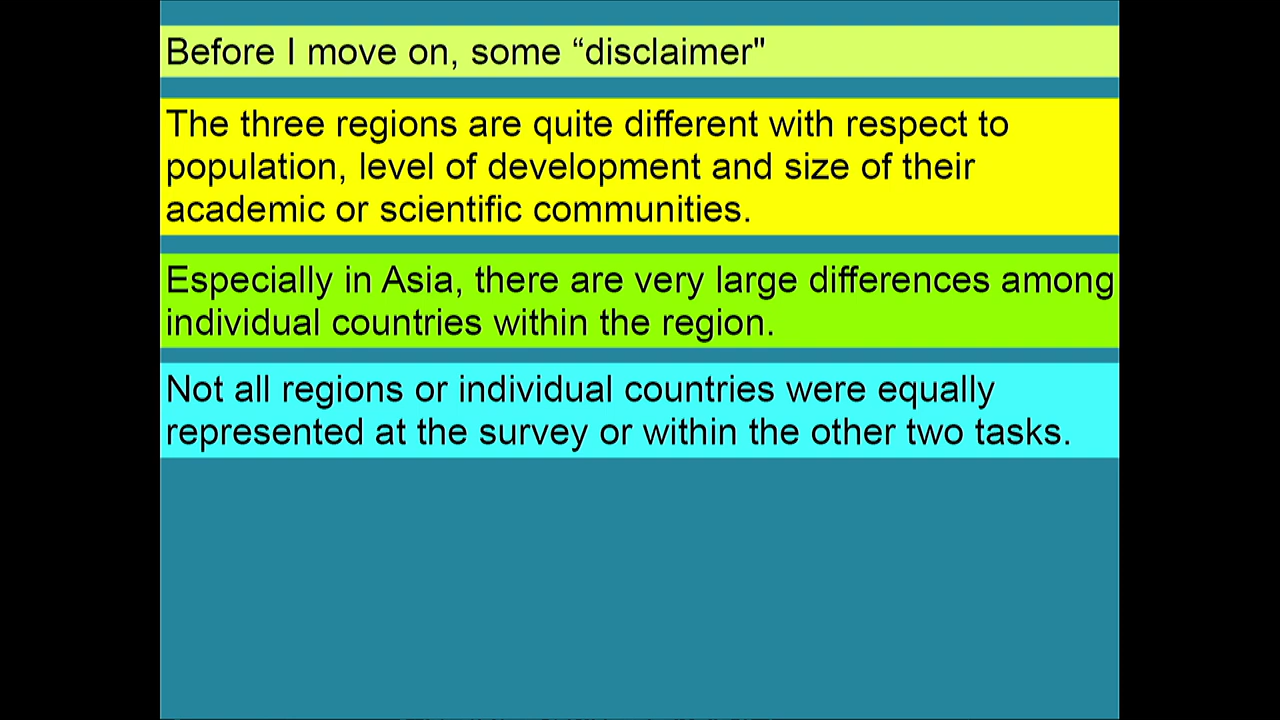 Before I move on, some “disclaimer"
The three regions are quite different with respect to
population, level of development and size of their
academic or scientific communities.
Especially in Asia, there are very large differences among
individual countries within the region.
Not all regions or individual countries were equally
represented at the survey or within the other two tasks.